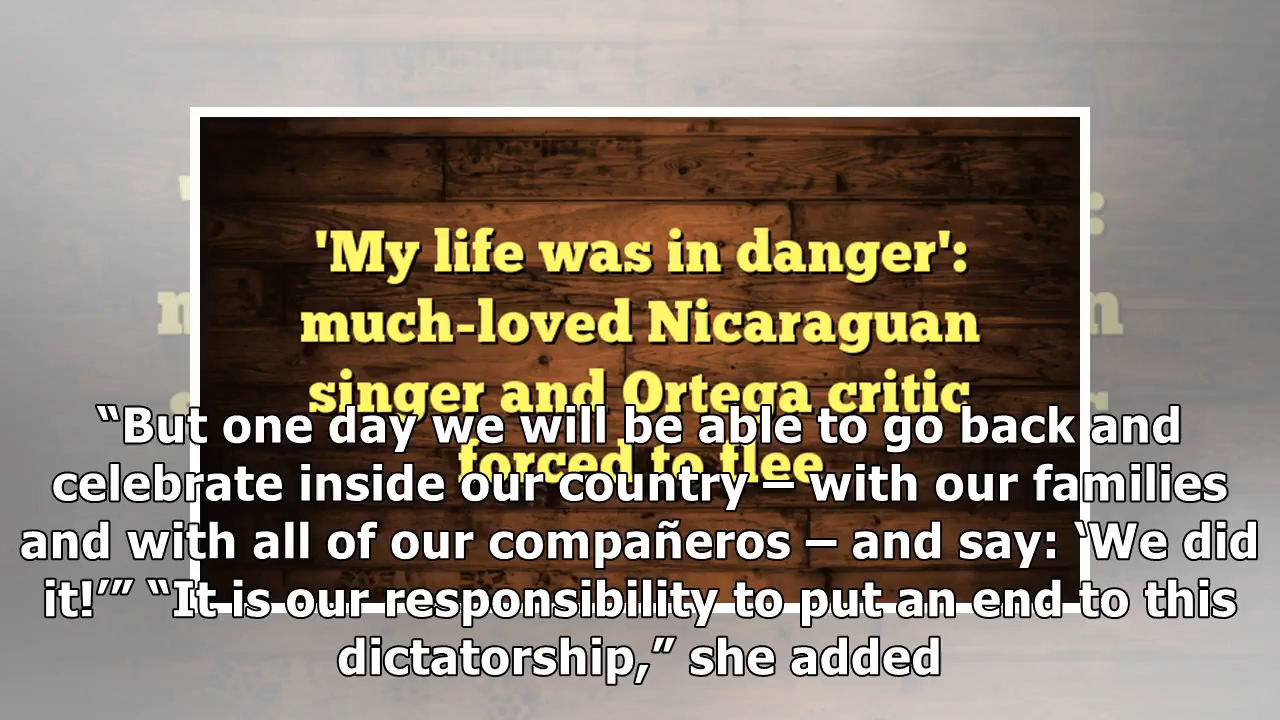 'My life was in danger':
much-loved Nicaraguan
singer and Ortega critic
forced to flee
“But one day we will be able to go back and
celebrate inside our country – with our families
and with all of our compañeros – and say: ‘We did
it!’” “It is our responsibility to put an end to this
dictatorship,” she added